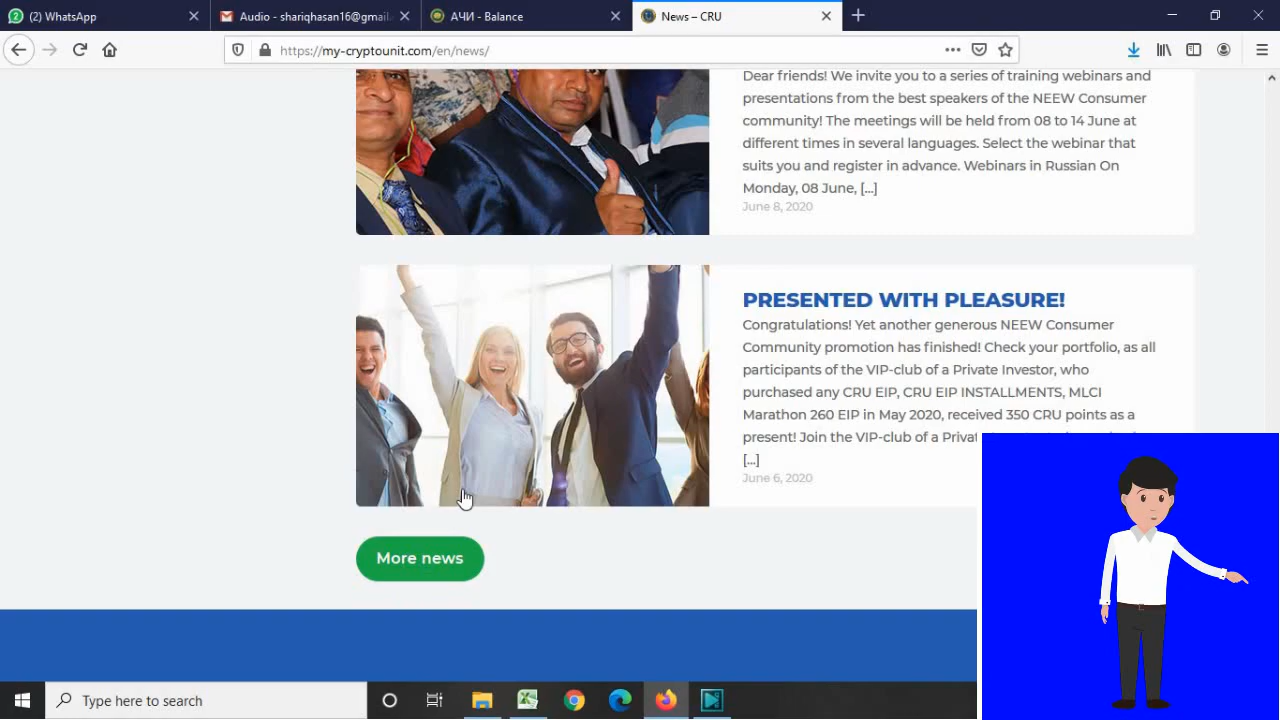 (2) WhatsApp
Audio - shariqhasan16@gmail.
АЧИ - Balance
News – CRU
https://my-cryptounit.com/en/news/
Dear friends! We invite you to a series of training webinars and
presentations from the best speakers of the NEEW Consumer
community! The meetings will be held from 08 to 14 June at
different times in several languages. Select the webinar that
suits you and register in advance. Webinars in Russian On
Monday, 08 June, [...]
June 8, 2020
PRESENTED WITH PLEASURE!
Congratulations! Yet another generous NEEW Consumer
Community promotion has finished! Check your portfolio, as all
participants of the VIP-club of a Private Investor, who
purchased any CRU EIP, CRU EIP INSTALLMENTS, MLCI
Marathon 260 EIP in May 2020, received 350 CRU points as a
present! Join the VIP-club of a
[...]
June 6, 2020
More news
Type here to search